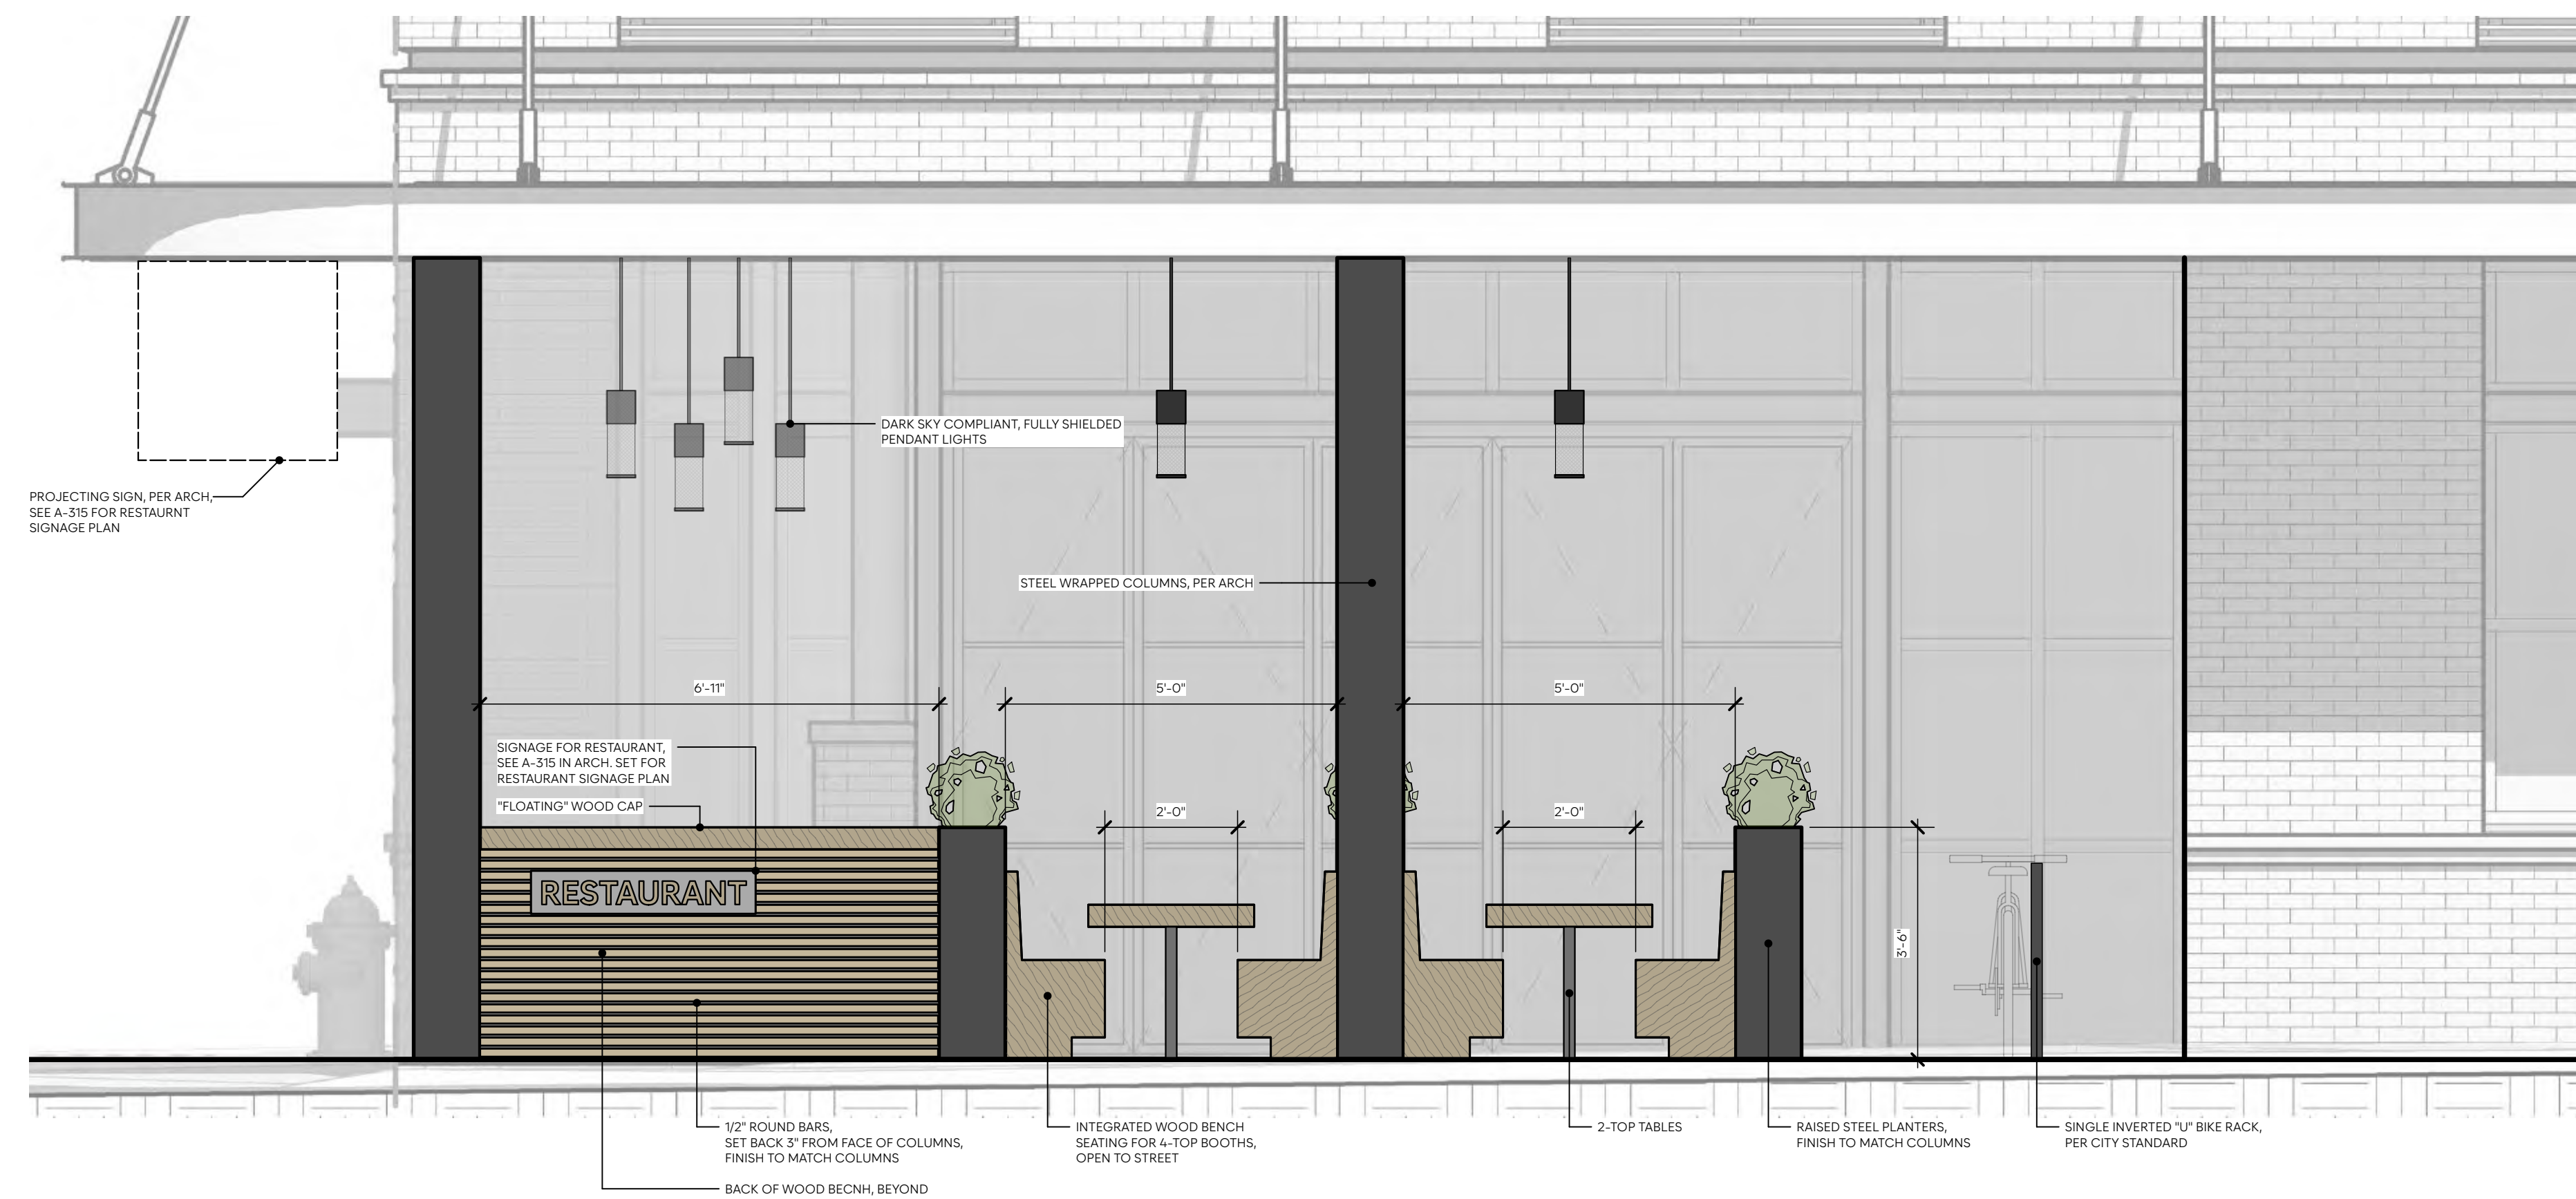 DARK SKY COMPLIANT, FULLY SHIELDED
PENDANT LIGHTS
PROJECTING SIGN, PER ARCH,
SEE A-315 FOR RESTAURNT
SIGNAGE PLAN
STEEL WRAPPED COLUMNS, PER ARCH
6'-11"
5'-0"
5'-0"
SIGNAGE FOR RESTAURANT,
SEE A-315 IN ARCH. SET FOR
RESTAURANT SIGNAGE PLAN
"FLOATING" WOOD CAP
2'-0"
2'-0"
RESTAURANT
3'-6"
1/2" ROUND BARS,
SET BACK 3" FROM FACE OF COLUMNS,
FINISH TO MATCH COLUMNS
BACK OF WOOD BECNH, BEYOND
INTEGRATED WOOD BENCH
SEATING FOR 4-TOP BOOTHS,
OPEN TO STREET
2-TOP TABLES
RAISED STEEL PLANTERS,
FINISH TO MATCH COLUMNS
SINGLE INVERTED "U" BIKE RACK,
PER CITY STANDARD